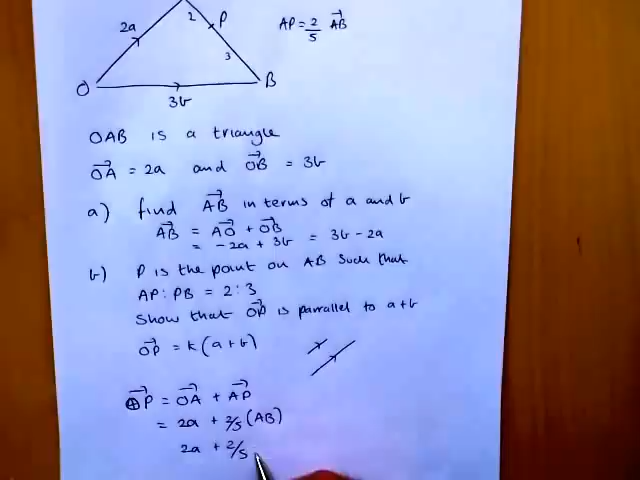 2a
2
P
AP = 2/5 AB
3
O
B
3b
OAB is a triangle
OA = 2a and OB = 3b
a) find AB in terms of a and b
AB = AO + OB
= -2a + 3b = 3b - 2a
b) P is the point on AB such that
AP : PB = 2 : 3
Show that OP is parrallel to a+b
OP = k(a+b)
OP = OA + AP
= 2a + 2/5 (AB)
2a + 2/5